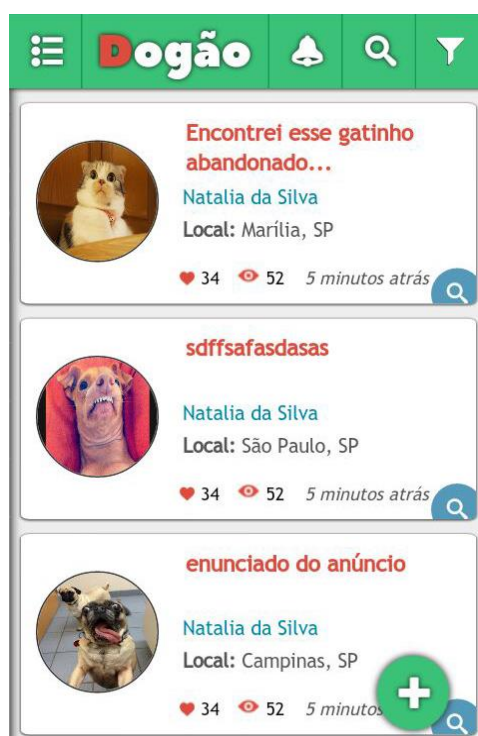 Dogão
Encontrei esse gatinho
abandonado...
Natalia da Silva
Local: Marília, SP
34 52 5 minutos atrás
sdffsafasdasas
Natalia da Silva
Local: São Paulo, SP
34 52 5 minutos atrás
enunciado do anúncio
Natalia da Silva
Local: Campinas, SP
34 52 5 minutos